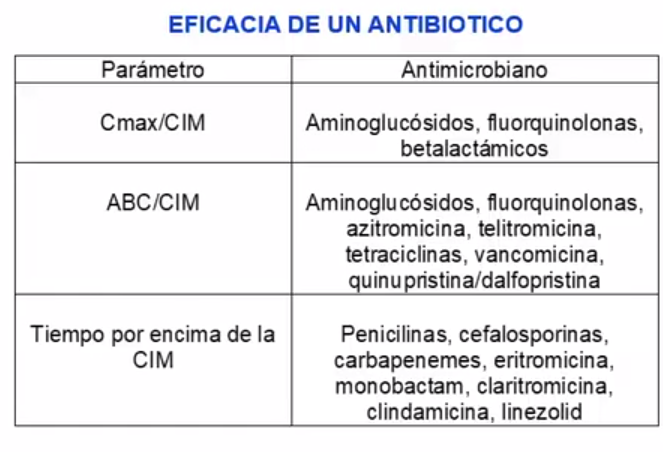 EFICACIA DE UN ANTIBIOTICO
Parámetro
Antimicrobiano
Cmax/CIM
Aminoglucósidos, fluorquinolonas,
betalactámicos
ABC/CIM
Aminoglucósidos, fluorquinolonas,
azitromicina, telitromicina,
tetraciclinas, vancomicina,
quinupristina/dalfopristina
Tiempo por encima de la
CIM
Penicilinas, cefalosporinas,
carbapenemes, eritromicina,
monobactam, claritromicina,
clindamicina, linezolid